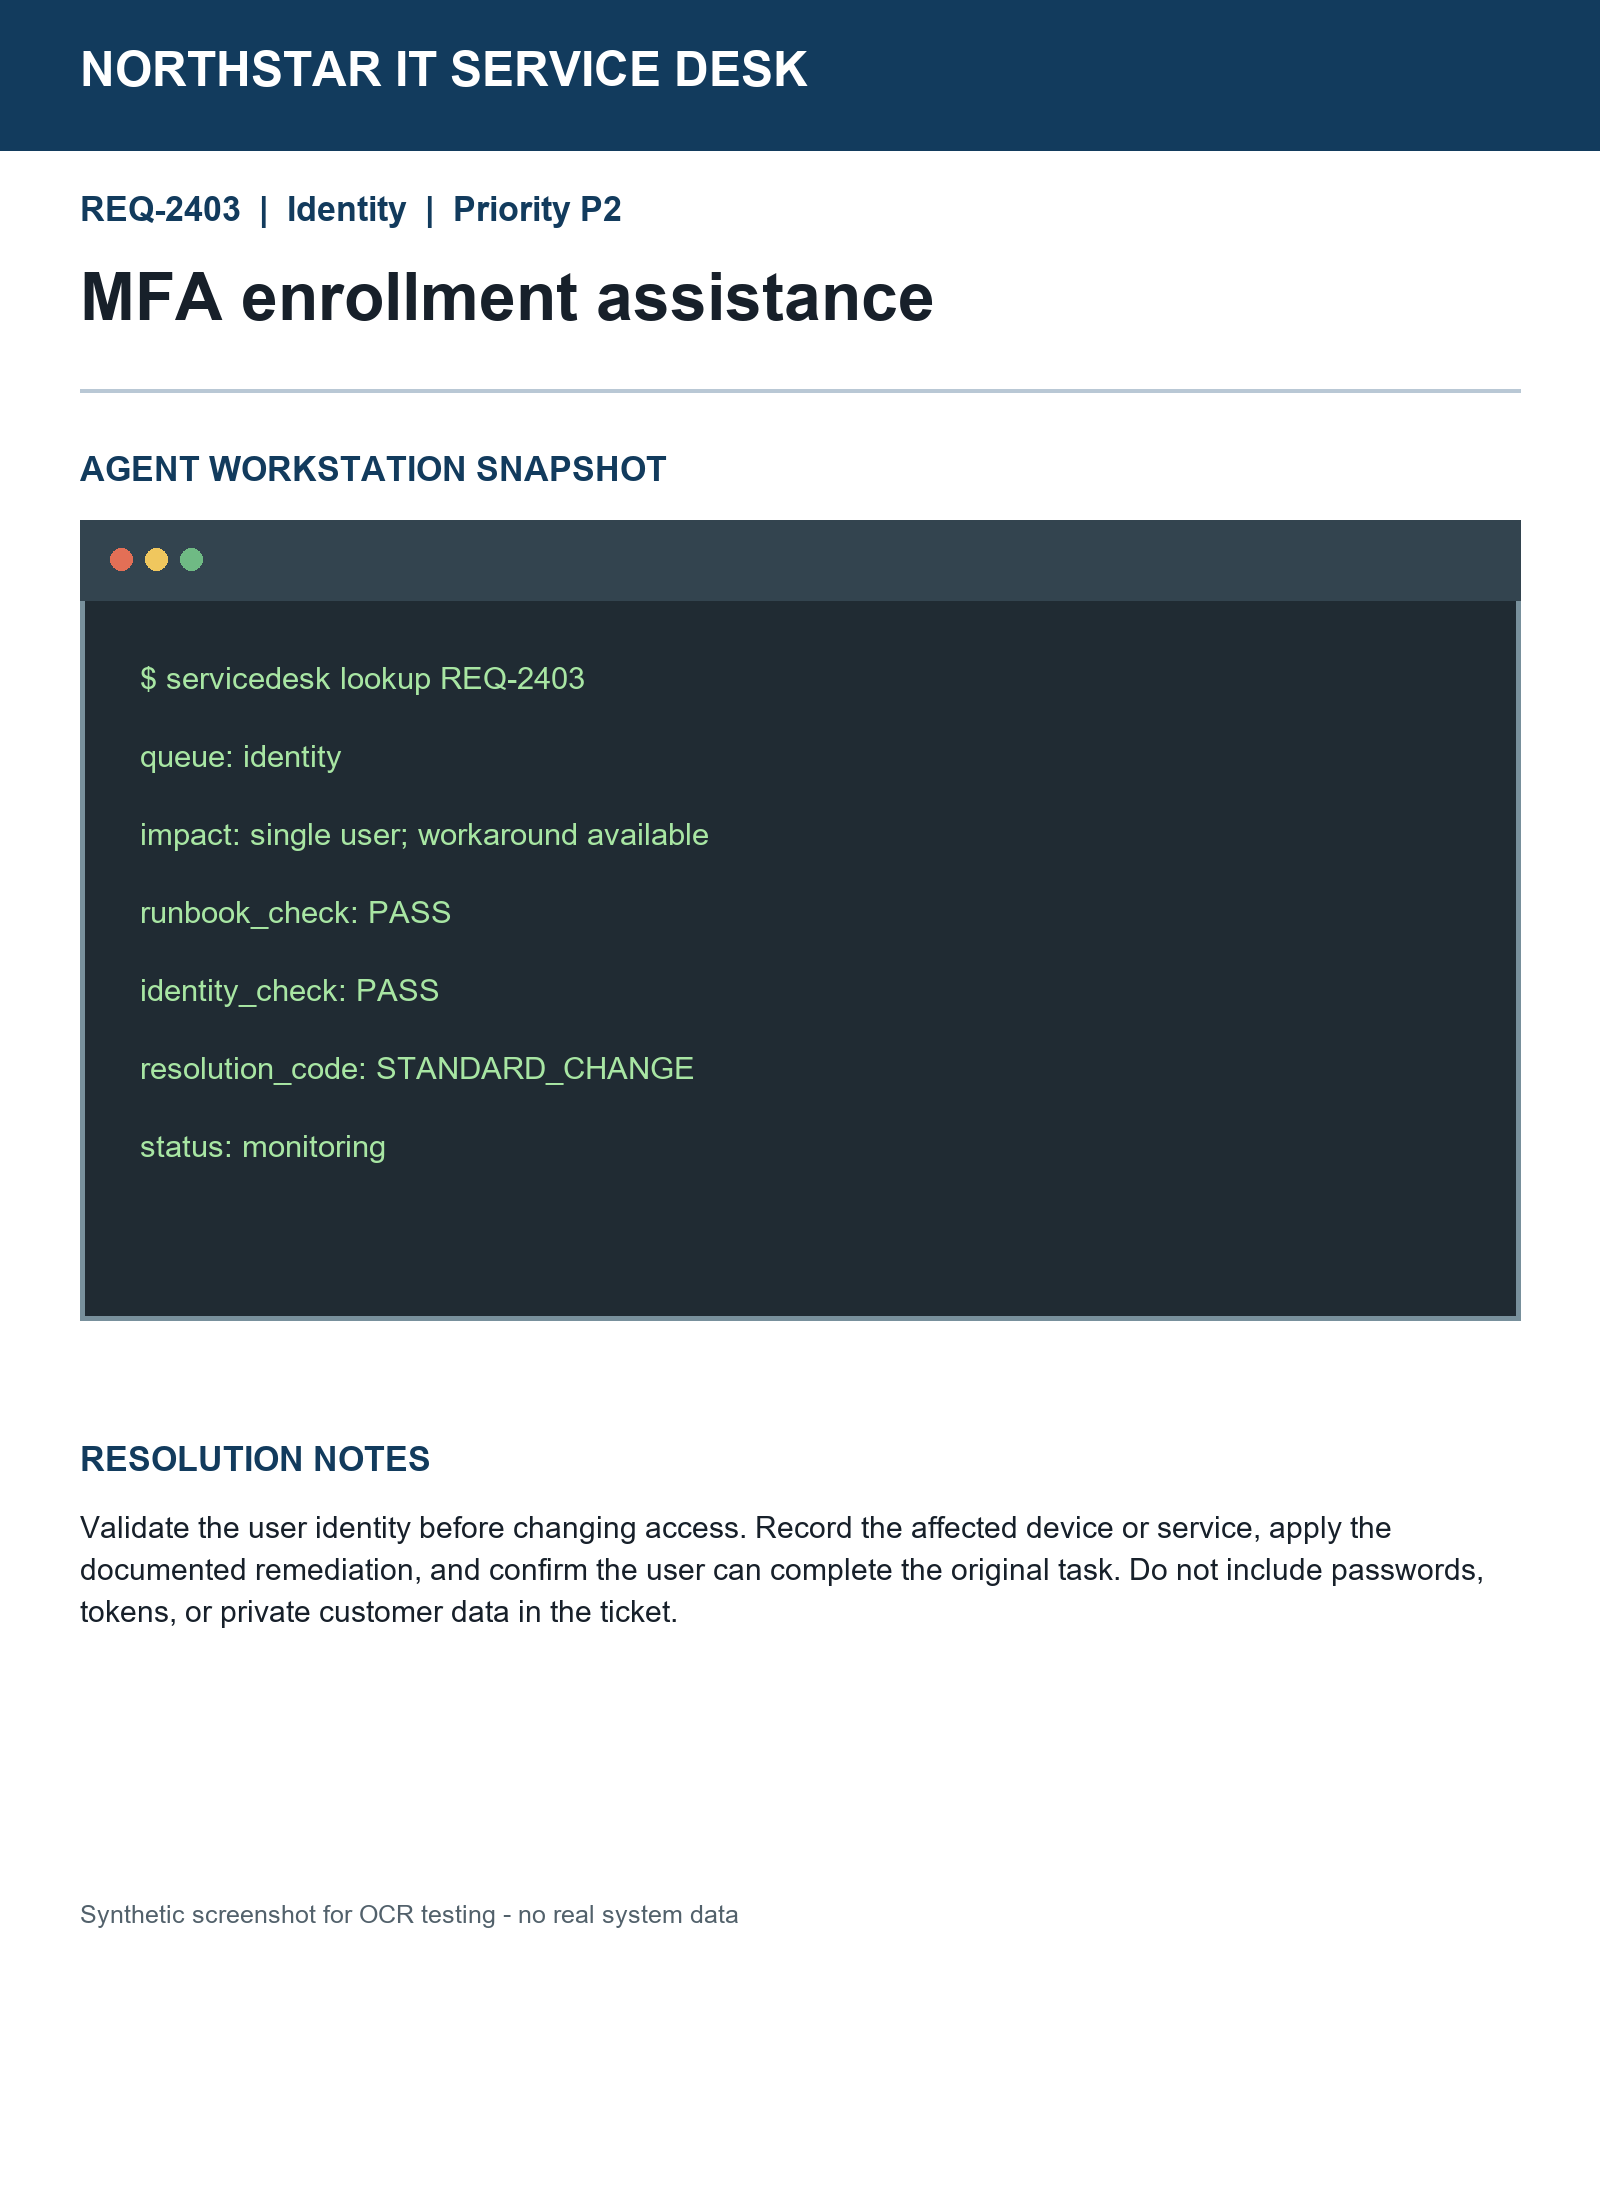 NORTHSTAR IT SERVICE DESK
REQ-2403 | Identity | Priority P2
MFA enrollment assistance
AGENT WORKSTATION SNAPSHOT
$ servicedesk lookup REQ-2403
queue: identity
impact: single user; workaround available
runbook_check: PASS
identity_check: PASS
resolution_code: STANDARD_CHANGE
status: monitoring
RESOLUTION NOTES
Validate the user identity before changing access. Record the affected device or service, apply the
documented remediation, and confirm the user can complete the original task. Do not include passwords,
tokens, or private customer data in the ticket.
Synthetic screenshot for OCR testing - no real system data